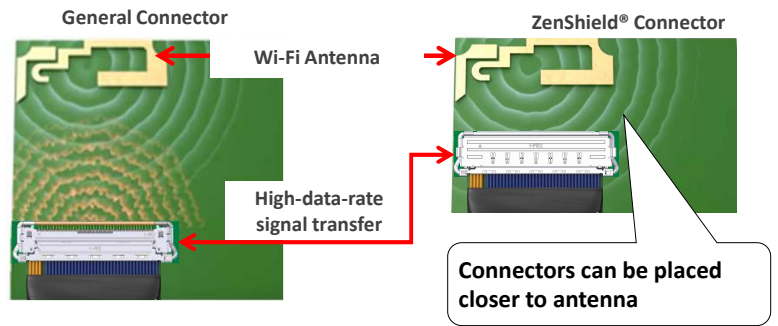 General Connector
ZenShield® Connector
Wi-Fi Antenna
High-data-rate
signal transfer
Connectors can be placed
closer to antenna